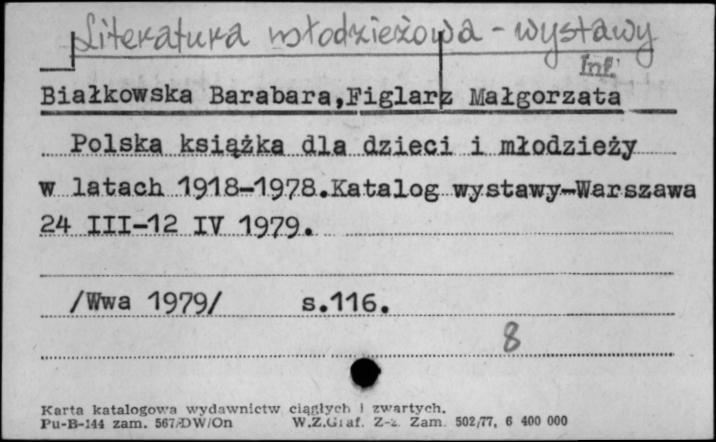 Literatura młodzieżowa - wystawy
Inf.
Białkowska Barabara,Figlarz Małgorzata
Polska książka dla dzieci i młodzieży
w latach 1918-1978.Katalog wystawy-Warszawa
24 III-12 IV 1979.
/Wwa 1979/ s.116.
8
Karta katalogowa wydawnictw ciągłych i zwartych.
Pu-B-144 zam. 567/DW/On W.Z.Graf. Z-z. Zam. 502/77, 6 400 000